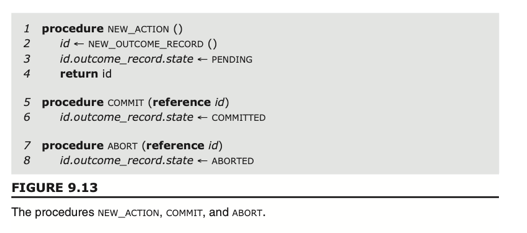 1 procedure NEW_ACTION ()
2 id ← NEW_OUTCOME_RECORD ()
3 id.outcome_record.state ← PENDING
4 return id
5 procedure COMMIT (reference id)
6 id.outcome_record.state ← COMMITTED
7 procedure ABORT (reference id)
8 id.outcome_record.state ← ABORTED
FIGURE 9.13
The procedures NEW_ACTION, COMMIT, and ABORT.